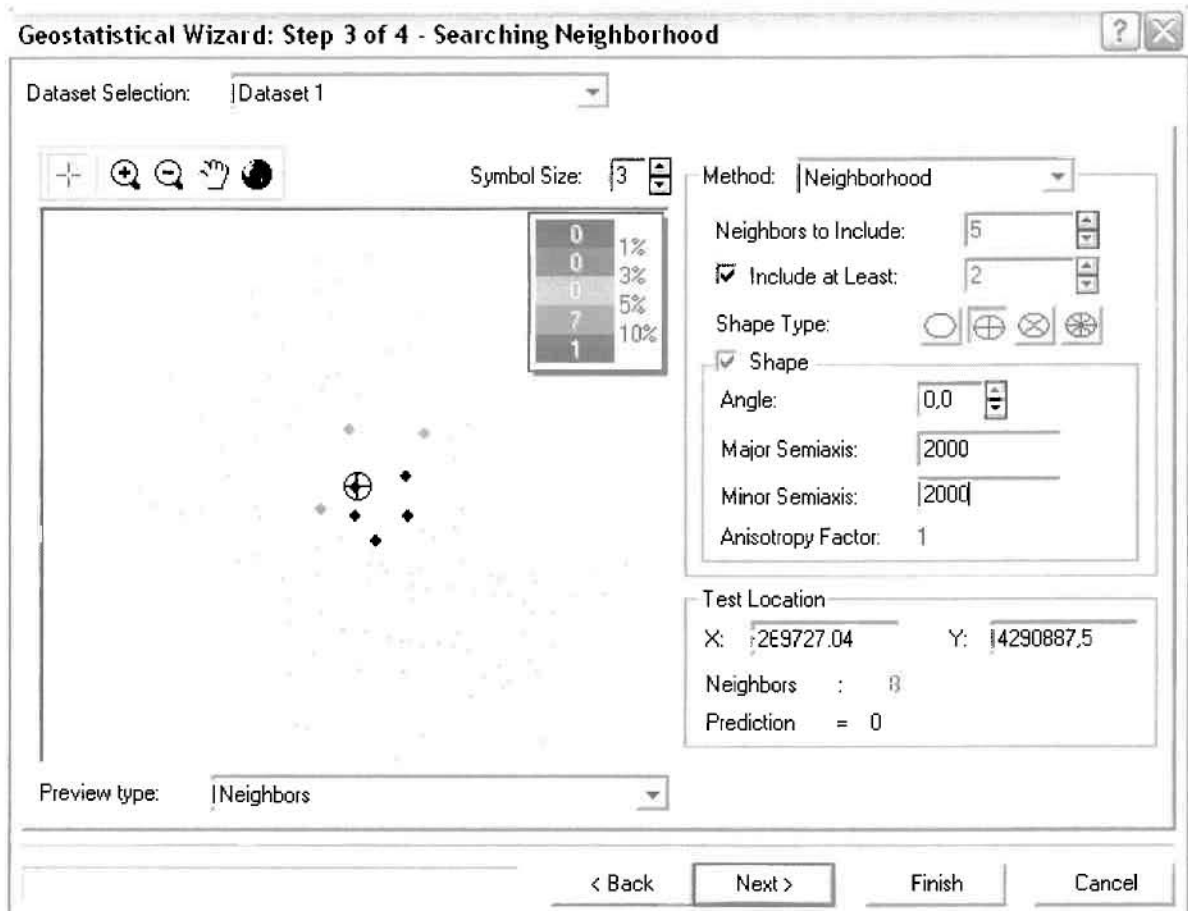 Geostatistical Wizard: Step 3 of 4 - Searching Neighborhood
Dataset Selection: Dataset 1
Symbol Size: 3
0
0
0
7
1
1%
3%
5%
10%
Preview type: Neighbors
Method: Neighborhood
Neighbors to Include: 5
Include at Least: 2
Shape Type:
Shape
Angle: 0,0
Major Semiaxis: 2000
Minor Semiaxis: 2000
Anisotropy Factor: 1
Test Location
X: Y: 4290887,5
Neighbors : 8
Prediction = 0
< Back Next > Finish Cancel